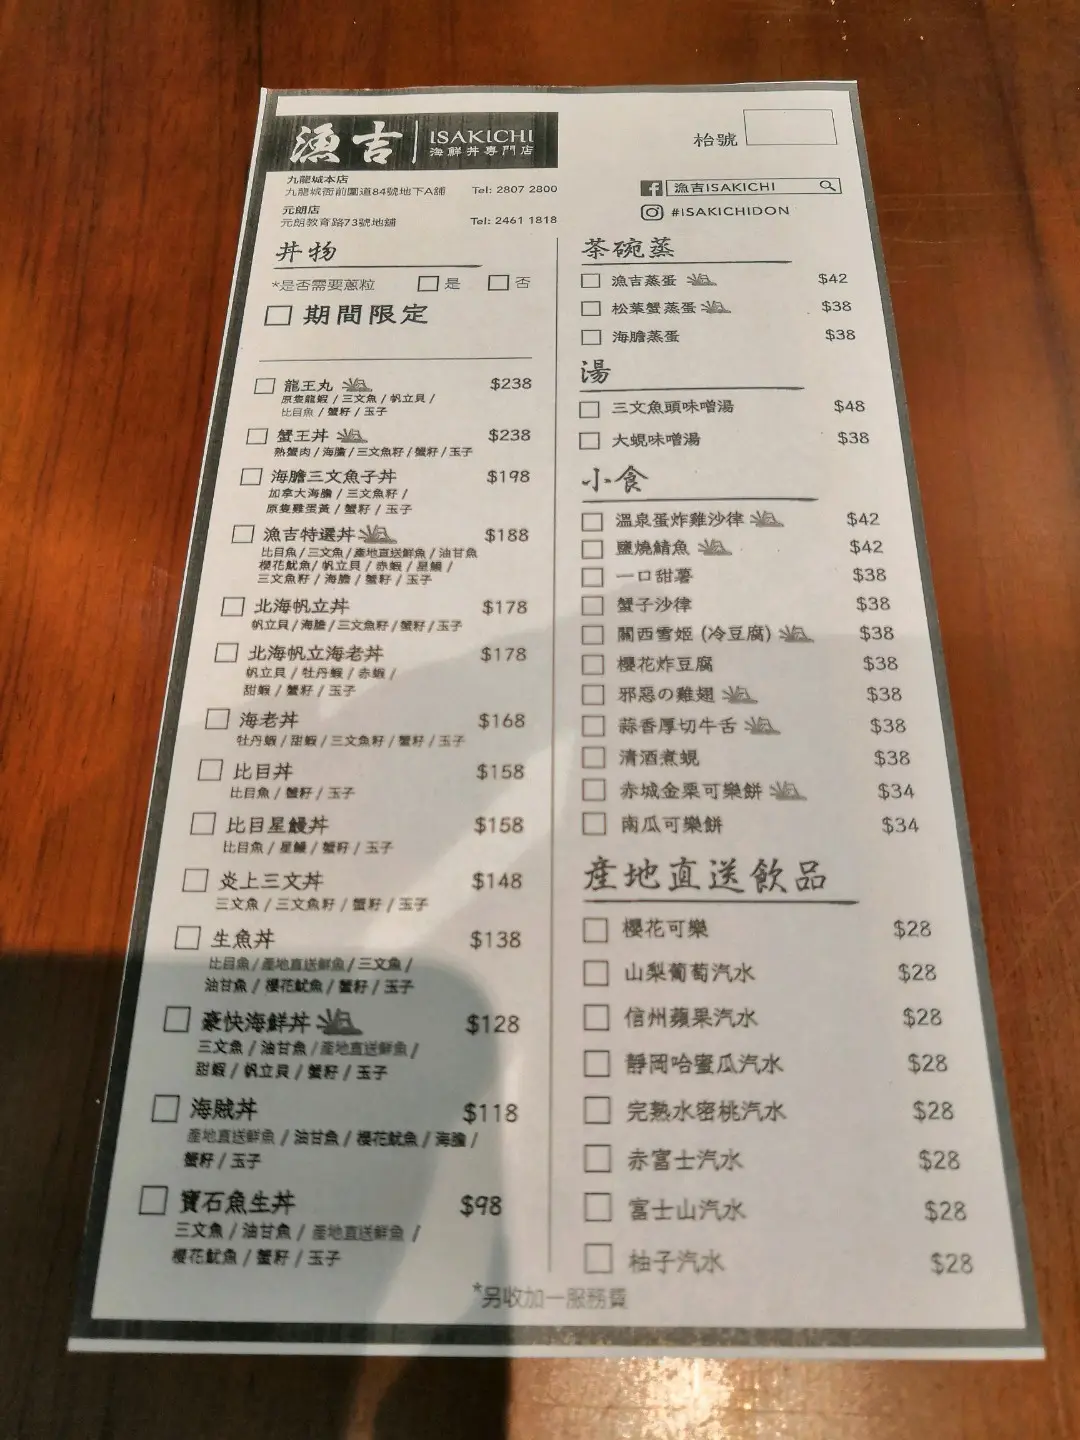 漁吉 ISAKICHI
海鮮丼專門店
枱號
九龍城本店
九龍城衙前圍道84號地下A舖 Tel: 2807 2800
元朗店
元朗教育路73號地舖 Tel: 2461 1818
漁吉ISAKICHI
#ISAKICHIDON
丼物
*是否需要蔥粒 是 否
期間限定
龍王丸 $238
原隻龍蝦 / 三文魚 / 帆立貝 /
比目魚 / 蟹籽 / 玉子
蟹王丼 $238
熟蟹肉 / 海膽 / 三文魚籽 / 蟹籽 / 玉子
海膽三文魚子丼 $198
加拿大海膽 / 三文魚籽 /
原隻雞蛋黃 / 蟹籽 / 玉子
漁吉特選丼 $188
比目魚 / 三文魚 / 產地直送鮮魚 / 油甘魚
櫻花魷魚 / 帆立貝 / 赤蝦 / 星鰻 /
三文魚籽 / 海膽 / 蟹籽 / 玉子
北海帆立丼 $178
帆立貝 / 海膽 / 三文魚籽 / 蟹籽 / 玉子
北海帆立海老丼 $178
帆立貝 / 牡丹蝦 / 赤蝦 /
甜蝦 / 蟹籽 / 玉子
海老丼 $168
牡丹蝦 / 甜蝦 / 三文魚籽 / 蟹籽 / 玉子
比目丼 $158
比目魚 / 蟹籽 / 玉子
比目星鰻丼 $158
比目魚 / 星鰻 / 蟹籽 / 玉子
炎上三文丼 $148
三文魚 / 三文魚籽 / 蟹籽 / 玉子
生魚丼 $138
比目魚 / 產地直送鮮魚 / 三文魚 /
油甘魚 / 櫻花魷魚 / 蟹籽 / 玉子
豪快海鮮丼 $128
三文魚 / 油甘魚 / 產地直送鮮魚 /
甜蝦 / 帆立貝 / 蟹籽 / 玉子
海賊丼 $118
產地直送鮮魚 / 油甘魚 / 櫻花魷魚 / 海膽 /
蟹籽 / 玉子
寶石魚生丼 $98
三文魚 / 油甘魚 / 產地直送鮮魚 /
櫻花魷魚 / 蟹籽 / 玉子
茶碗蒸
漁吉蒸蛋 $42
松葉蟹蒸蛋 $38
海膽蒸蛋 $38
湯
三文魚頭味噌湯 $48
大蜆味噌湯 $38
小食
溫泉蛋炸雞沙律 $42
鹽燒鯖魚 $42
一口甜薯 $38
蟹子沙律 $38
關西雪姬 (冷豆腐) $38
櫻花炸豆腐 $38
邪惡の雞翅 $38
蒜香厚切牛舌 $38
清酒煮蜆 $38
赤城金栗可樂餅 $34
南瓜可樂餅 $34
産地直送飲品
櫻花可樂 $28
山梨葡萄汽水 $28
信州蘋果汽水 $28
靜岡哈蜜瓜汽水 $28
完熟水密桃汽水 $28
赤富士汽水 $28
富士山汽水 $28
柚子汽水 $28
*另收加一服務費